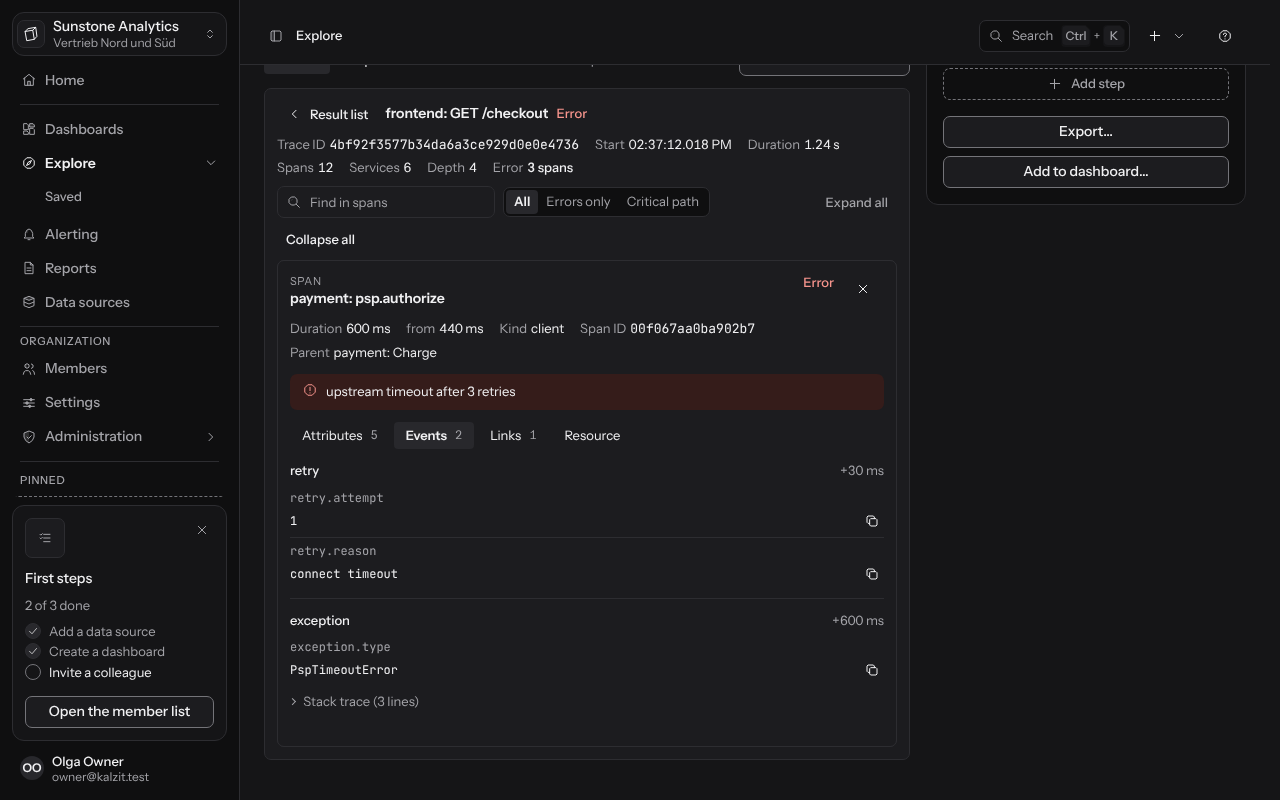 Sunstone Analytics
Vertrieb Nord und Süd
Home
Dashboards
Explore
Saved
Alerting
Reports
Data sources
ORGANIZATION
Members
Settings
Administration
PINNED
First steps
2 of 3 done
Add a data source
Create a dashboard
Invite a colleague
Open the member list
OO
Olga Owner
owner@kalzit.test
Explore
Search Ctrl + K
Result list frontend: GET /checkout Error
Trace ID 4bf92f3577b34da6a3ce929d0e0e4736 Start 02:37:12.018 PM Duration 1.24 s
Spans 12 Services 6 Depth 4 Error 3 spans
Find in spans All Errors only Critical path Expand all
Collapse all
SPAN
payment: psp.authorize
Error
Duration 600 ms from 440 ms Kind client Span ID 00f067aa0ba902b7
Parent payment: Charge
upstream timeout after 3 retries
Attributes 5 Events 2 Links 1 Resource
retry +30 ms
retry.attempt
1
retry.reason
connect timeout
exception +600 ms
exception.type
PspTimeoutError
Stack trace (3 lines)
Add step
Export...
Add to dashboard...